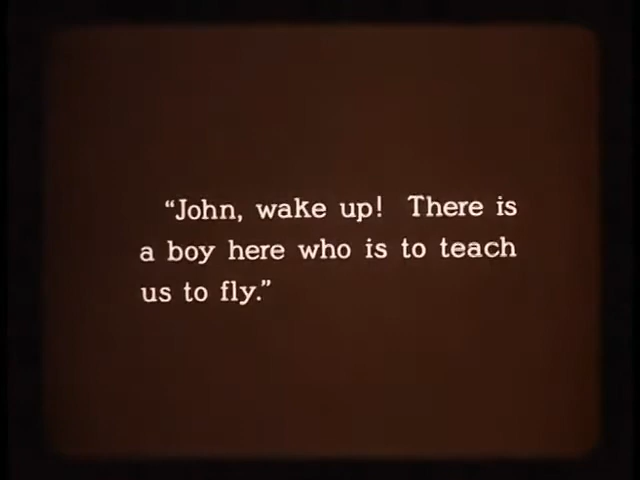 “John, wake up!  There is
a boy here who is to teach
us to fly.”